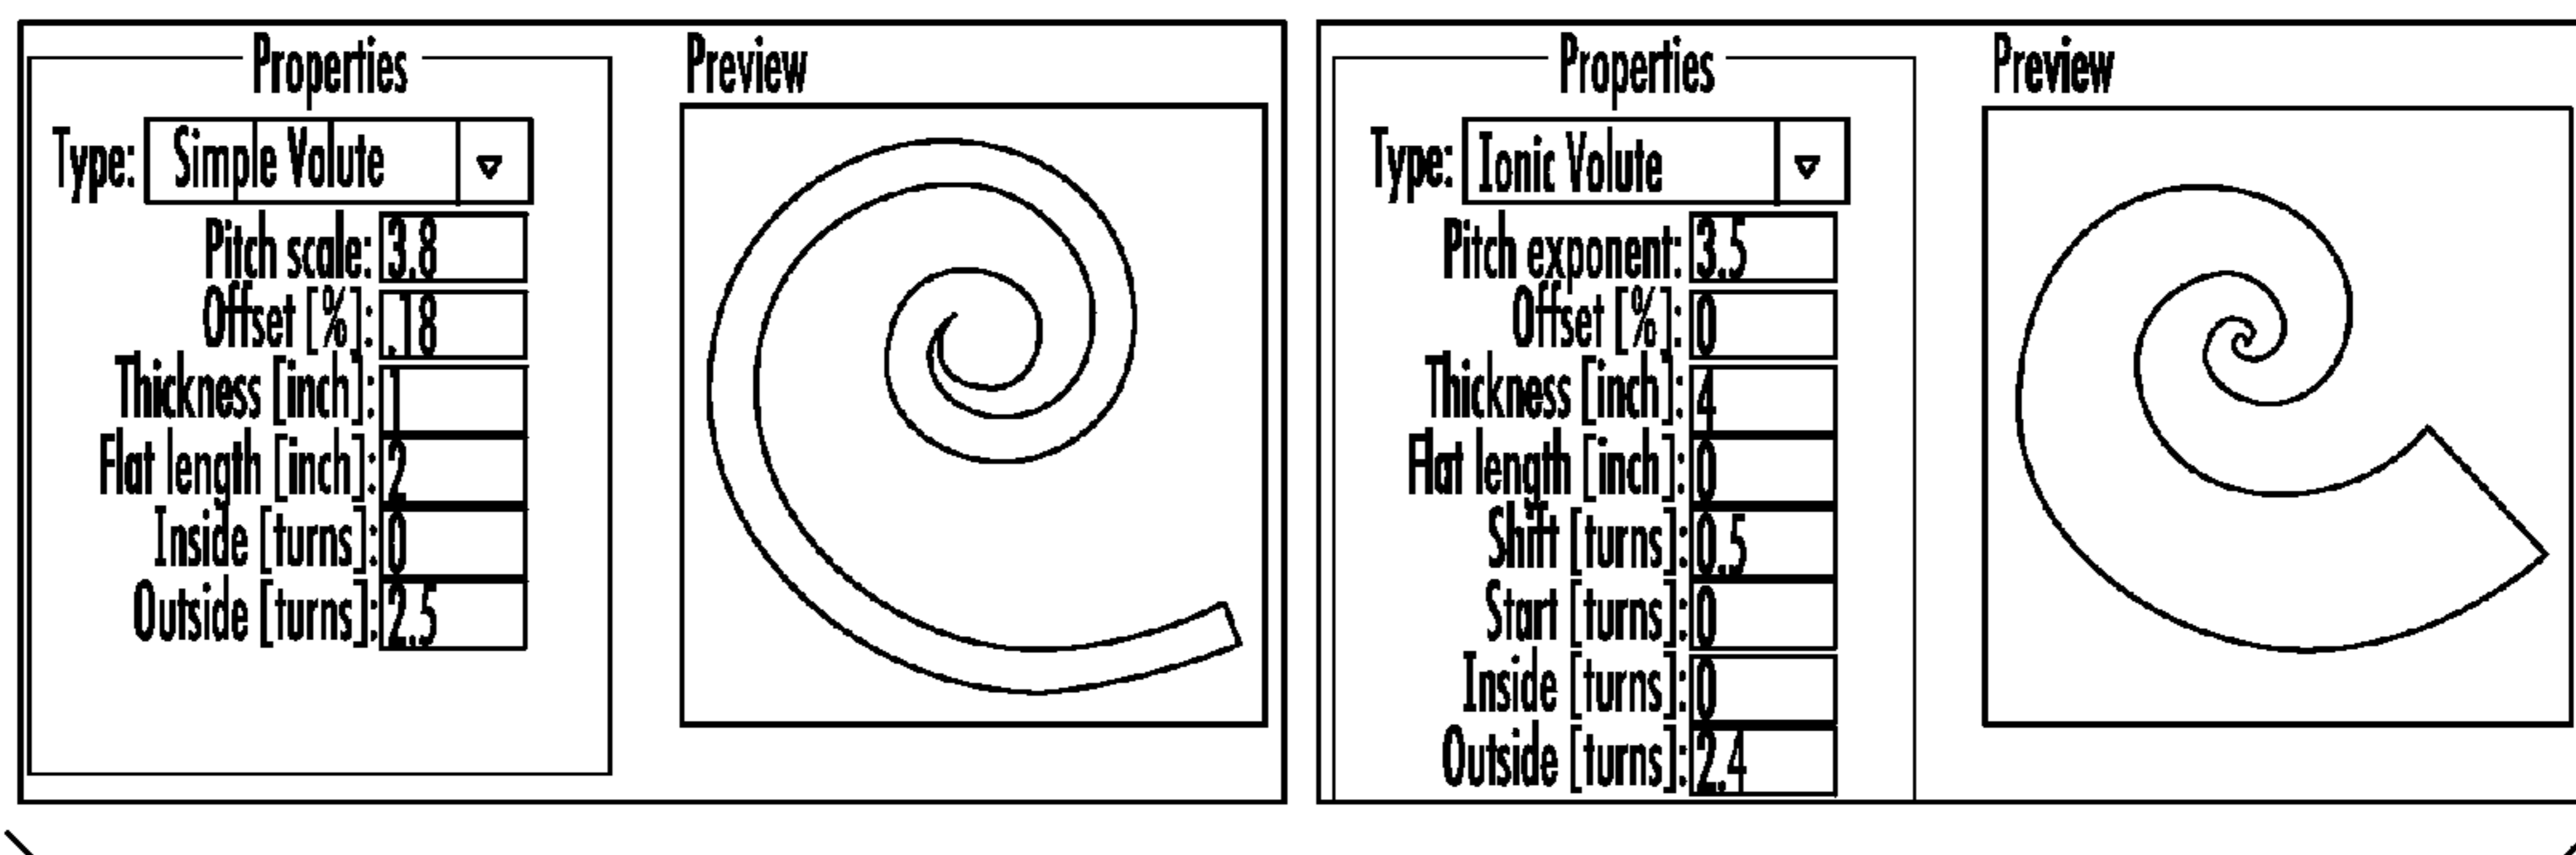 Properties
Type: Simple Volute
Pitch scale: 3.8
Offset [%]: .18
Thickness [inch]: 1
Flat length [inch]: 2
Inside [turns]: 0
Outside [turns]: 2.5
Preview
Properties
Type: Ionic Volute
Pitch exponent: 3.5
Offset [%]: 0
Thickness [inch]: 4
Flat length [inch]: 0
Shift [turns]: 0.5
Start [turns]: 0
Inside [turns]: 0
Outside [turns]: 2.4
Preview